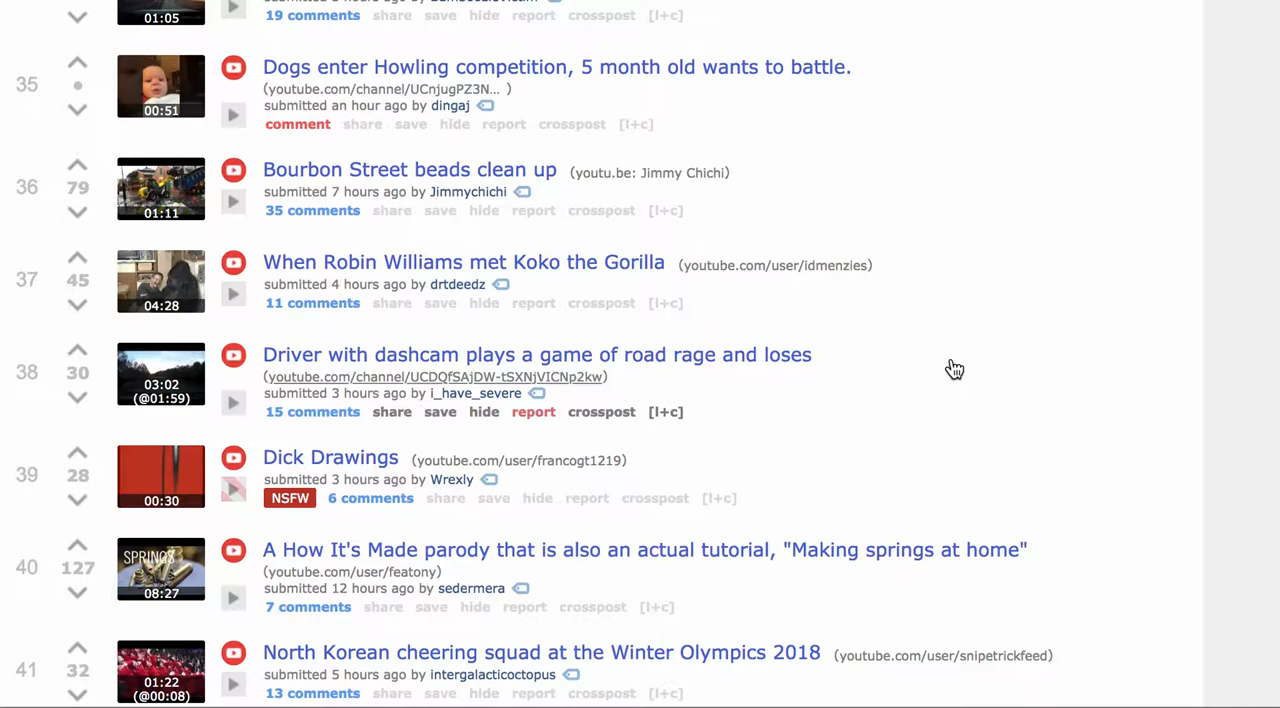 01:05
19 comments share save hide report crosspost [l+c]
35
Dogs enter Howling competition, 5 month old wants to battle.
(youtube.com/channel/UCnjugPZ3N... )
submitted an hour ago by dingaj
comment share save hide report crosspost [l+c]
00:51
36
79
Bourbon Street beads clean up (youtu.be: Jimmy Chichi)
submitted 7 hours ago by Jimmychichi
35 comments share save hide report crosspost [l+c]
01:11
37
45
When Robin Williams met Koko the Gorilla (youtube.com/user/idmenzies)
submitted 4 hours ago by drtdeedz
11 comments share save hide report crosspost [l+c]
04:28
38
30
Driver with dashcam plays a game of road rage and loses
(youtube.com/channel/UCDQfSAjDW-tSXNjVICNp2kw)
submitted 3 hours ago by i_have_severe
15 comments share save hide report crosspost [l+c]
03:02
(@01:59)
39
28
Dick Drawings (youtube.com/user/francogt1219)
submitted 3 hours ago by Wrexly
NSFW 6 comments share save hide report crosspost [l+c]
00:30
40
127
A How It's Made parody that is also an actual tutorial, "Making springs at home"
(youtube.com/user/featony)
submitted 12 hours ago by sedermera
7 comments share save hide report crosspost [l+c]
SPRINGS
08:27
41
32
North Korean cheering squad at the Winter Olympics 2018 (youtube.com/user/snipetrickfeed)
submitted 5 hours ago by intergalacticoctopus
13 comments share save hide report crosspost [l+c]
01:22
(@00:08)